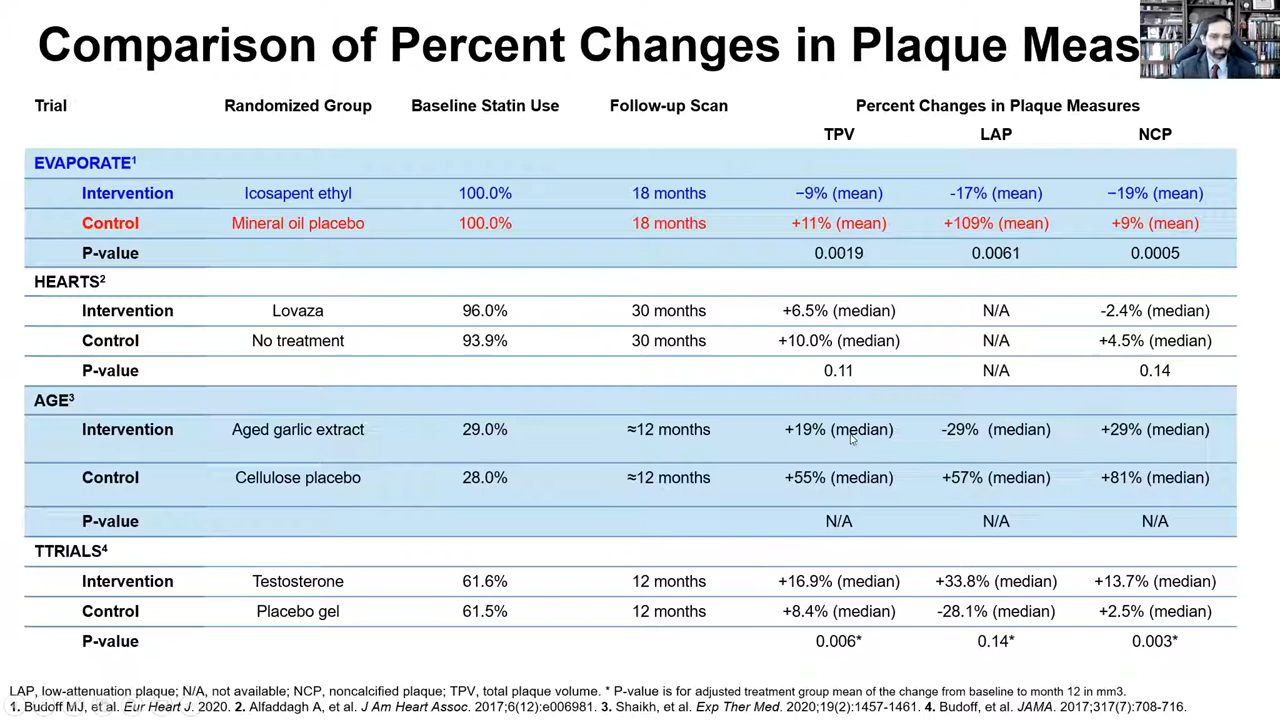 Comparison of Percent Changes in Plaque Meas
Trial Randomized Group Baseline Statin Use Follow-up Scan Percent Changes in Plaque Measures
TPV LAP NCP
EVAPORATE¹
Intervention Icosapent ethyl 100.0% 18 months −9% (mean) -17% (mean) −19% (mean)
Control Mineral oil placebo 100.0% 18 months +11% (mean) +109% (mean) +9% (mean)
P-value 0.0019 0.0061 0.0005
HEARTS²
Intervention Lovaza 96.0% 30 months +6.5% (median) N/A -2.4% (median)
Control No treatment 93.9% 30 months +10.0% (median) N/A +4.5% (median)
P-value 0.11 N/A 0.14
AGE³
Intervention Aged garlic extract 29.0% ≈12 months +19% (median) -29% (median) +29% (median)
Control Cellulose placebo 28.0% ≈12 months +55% (median) +57% (median) +81% (median)
P-value N/A N/A N/A
TTRIALS⁴
Intervention Testosterone 61.6% 12 months +16.9% (median) +33.8% (median) +13.7% (median)
Control Placebo gel 61.5% 12 months +8.4% (median) -28.1% (median) +2.5% (median)
P-value 0.006* 0.14* 0.003*
LAP, low-attenuation plaque; N/A, not available; NCP, noncalcified plaque; TPV, total plaque volume. * P-value is for adjusted treatment group mean of the change from baseline to month 12 in mm3.
1. Budoff MJ, et al. Eur Heart J. 2020. 2. Alfaddagh A, et al. J Am Heart Assoc. 2017;6(12):e006981. 3. Shaikh, et al. Exp Ther Med. 2020;19(2):1457-1461. 4. Budoff, et al. JAMA. 2017;317(7):708-716.